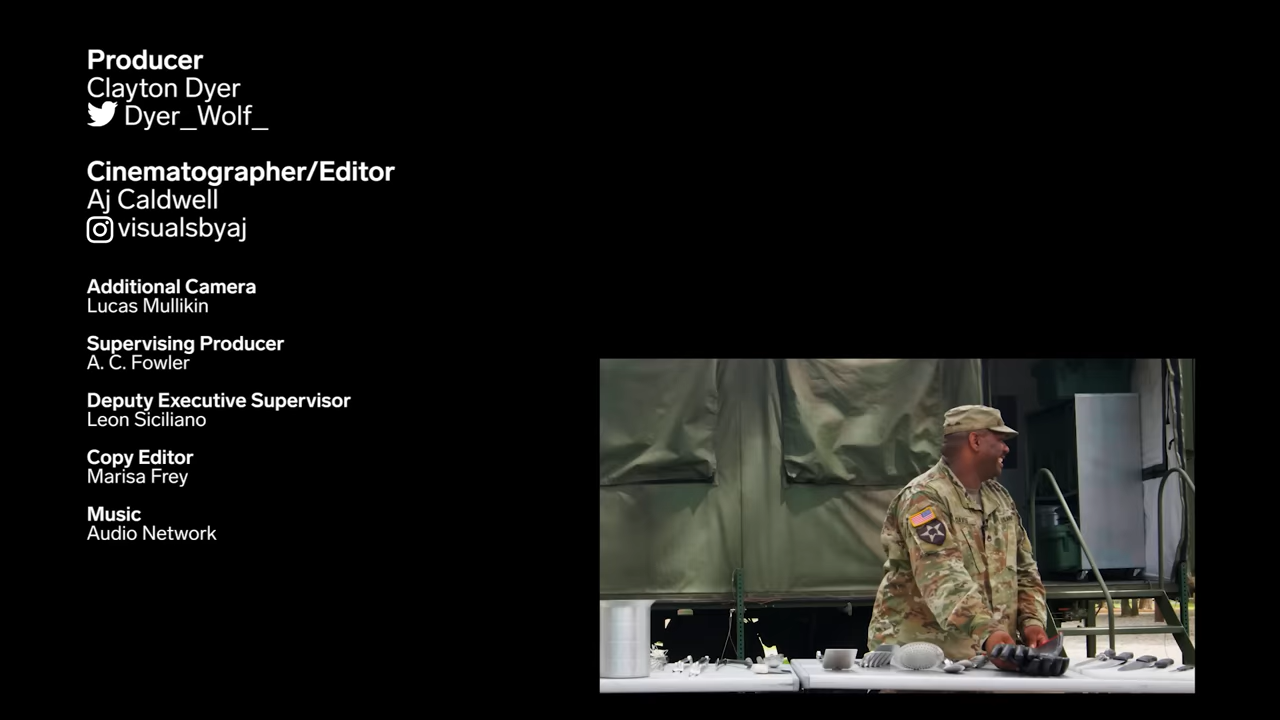 Producer
Clayton Dyer
Dyer_Wolf_
Cinematographer/Editor
Aj Caldwell
visualsbyaj
Additional Camera
Lucas Mullikin
Supervising Producer
A. C. Fowler
Deputy Executive Supervisor
Leon Siciliano
Copy Editor
Marisa Frey
Music
Audio Network